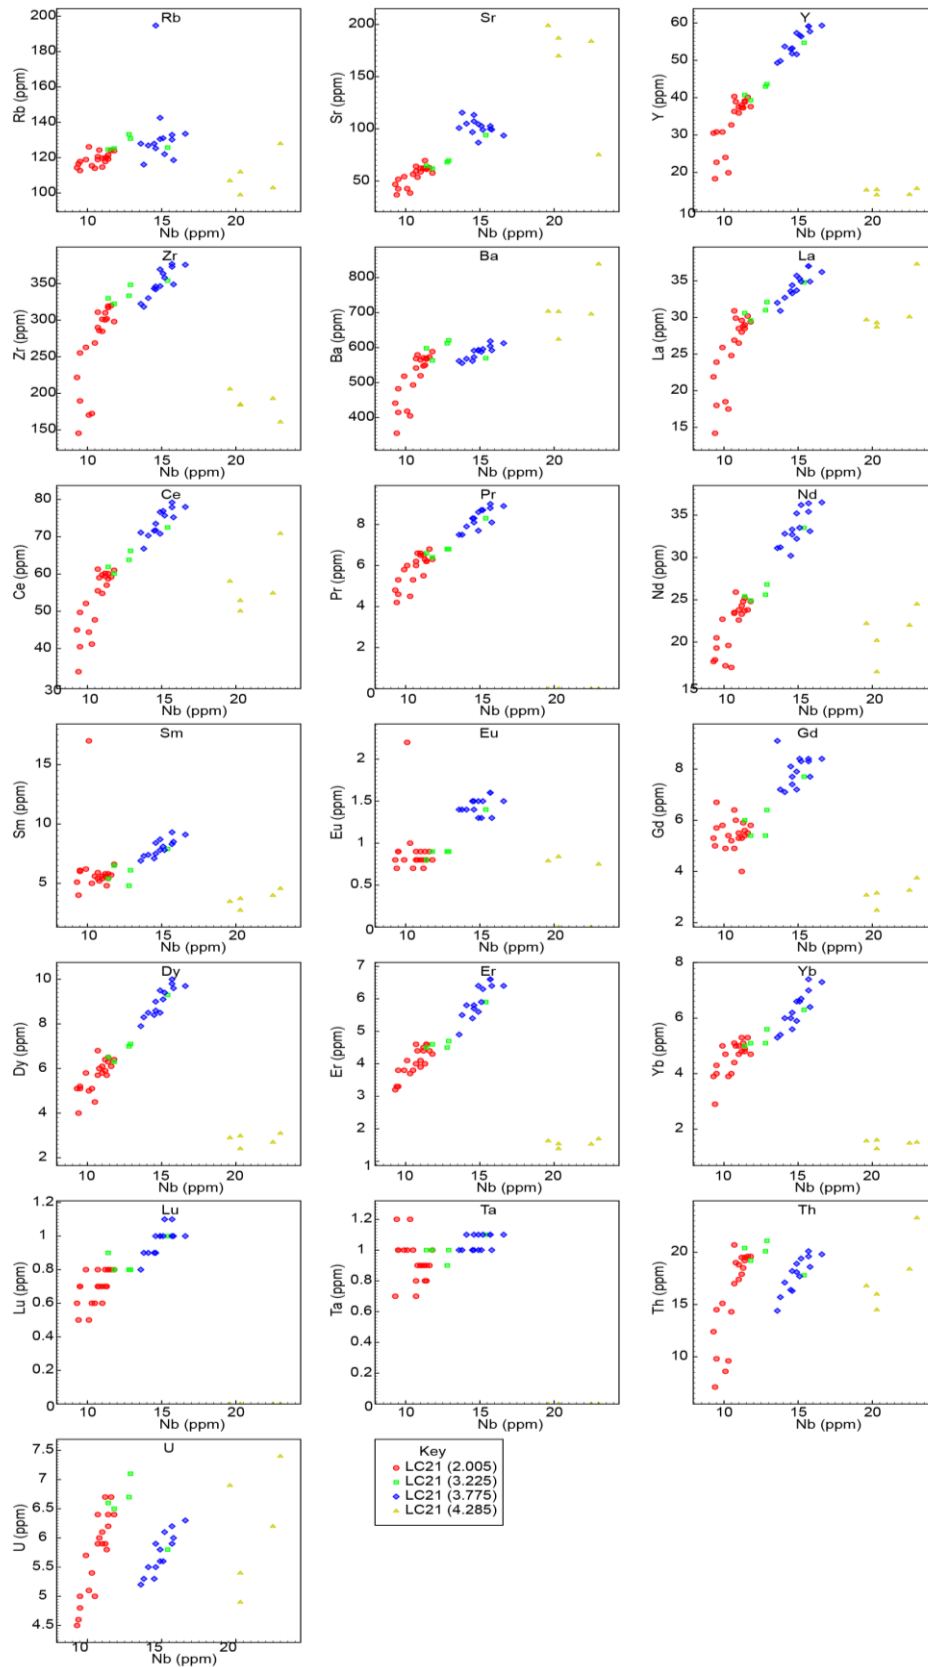 Rb
Rb (ppm)
200
180
160
140
120
100
10
15
20
Nb (ppm)
Sr
Sr (ppm)
200
150
100
50
10
15
20
Nb (ppm)
Y
Y (ppm)
60
50
40
30
20
10
10
15
20
Nb (ppm)
Zr
Zr (ppm)
350
300
250
200
150
10
15
20
Nb (ppm)
Ba
Ba (ppm)
800
700
600
500
400
10
15
20
Nb (ppm)
La
La (ppm)
35
30
25
20
15
10
15
20
Nb (ppm)
Ce
Ce (ppm)
80
70
60
50
40
30
10
15
20
Nb (ppm)
Pr
Pr (ppm)
8
6
4
2
0
10
15
20
Nb (ppm)
Nd
Nd (ppm)
35
30
25
20
15
10
15
20
Nb (ppm)
Sm
Sm (ppm)
15
10
5
10
15
20
Nb (ppm)
Eu
Eu (ppm)
2
1.5
1
0.5
0
10
15
20
Nb (ppm)
Gd
Gd (ppm)
8
6
4
2
10
15
20
Nb (ppm)
Dy
Dy (ppm)
10
8
6
4
2
10
15
20
Nb (ppm)
Er
Er (ppm)
7
6
5
4
3
2
1
10
15
20
Nb (ppm)
Yb
Yb (ppm)
8
6
4
2
10
15
20
Nb (ppm)
Lu
Lu (ppm)
1.2
1
0.8
0.6
0.4
0.2
0
10
15
20
Nb (ppm)
Ta
Ta (ppm)
1.2
1
0.8
0.6
0.4
0.2
0
10
15
20
Nb (ppm)
Th
Th (ppm)
20
15
10
10
15
20
Nb (ppm)
U
U (ppm)
7.5
7
6.5
6
5.5
5
4.5
10
15
20
Nb (ppm)
Key
LC21 (2.005)
LC21 (3.225)
LC21 (3.775)
LC21 (4.285)